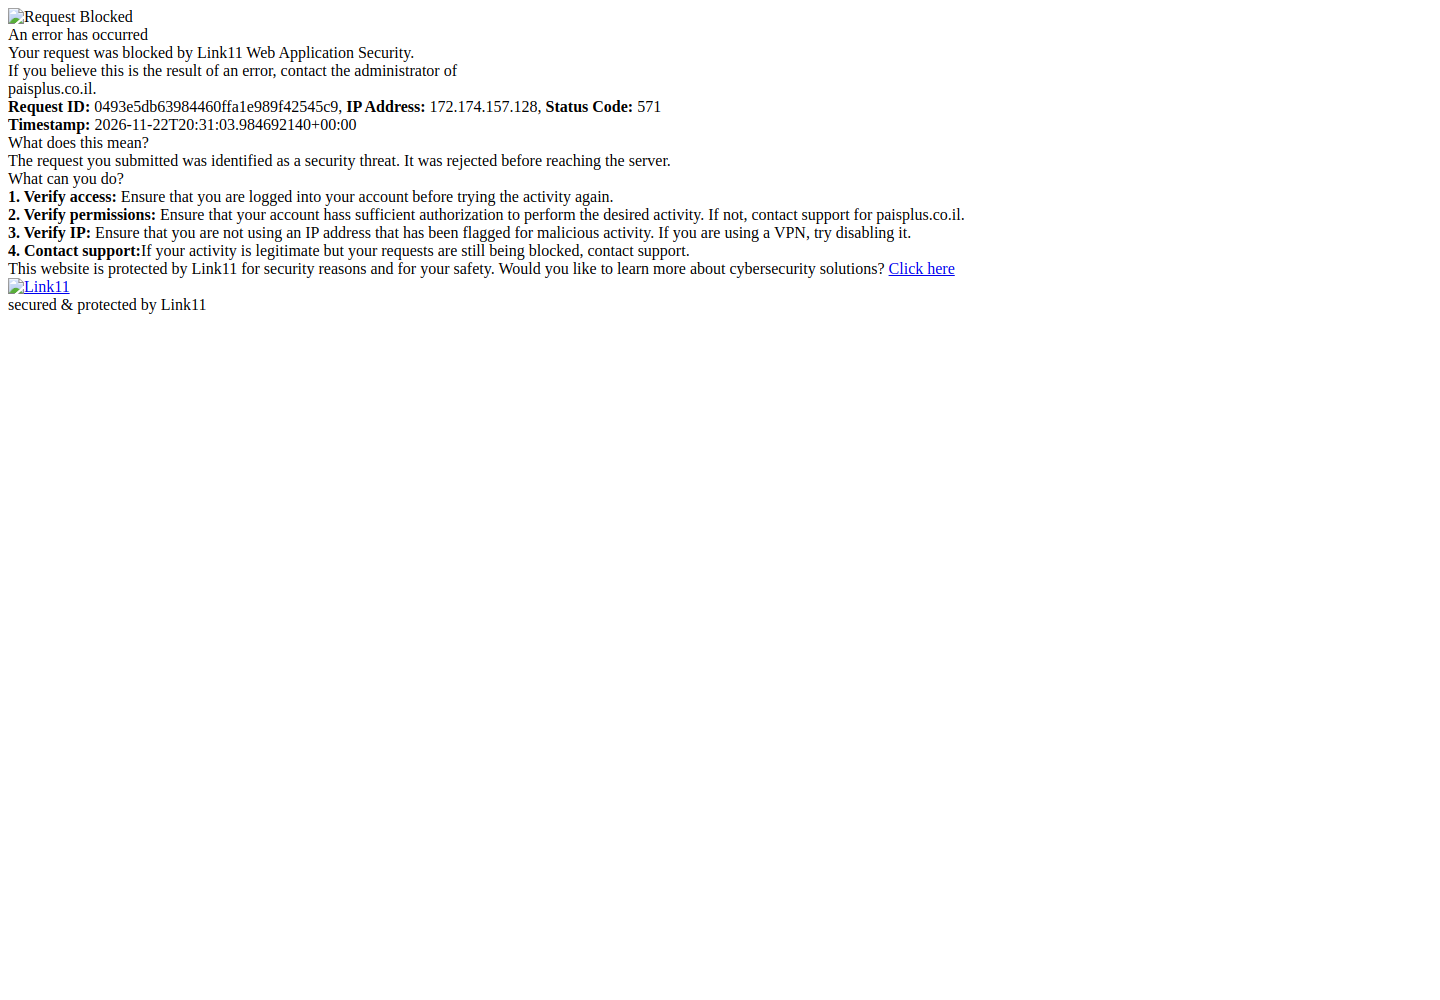 Request Blocked
An error has occurred
Your request was blocked by Link11 Web Application Security.
If you believe this is the result of an error, contact the administrator of
paisplus.co.il.
Request ID: 0493e5db63984460ffa1e989f42545c9, IP Address: 172.174.157.128, Status Code: 571
Timestamp: 2026-11-22T20:31:03.984692140+00:00
What does this mean?
The request you submitted was identified as a security threat. It was rejected before reaching the server.
What can you do?
1. Verify access: Ensure that you are logged into your account before trying the activity again.
2. Verify permissions: Ensure that your account hass sufficient authorization to perform the desired activity. If not, contact support for paisplus.co.il.
3. Verify IP: Ensure that you are not using an IP address that has been flagged for malicious activity. If you are using a VPN, try disabling it.
4. Contact support:If your activity is legitimate but your requests are still being blocked, contact support.
This website is protected by Link11 for security reasons and for your safety. Would you like to learn more about cybersecurity solutions? Click here
Link11
secured & protected by Link11